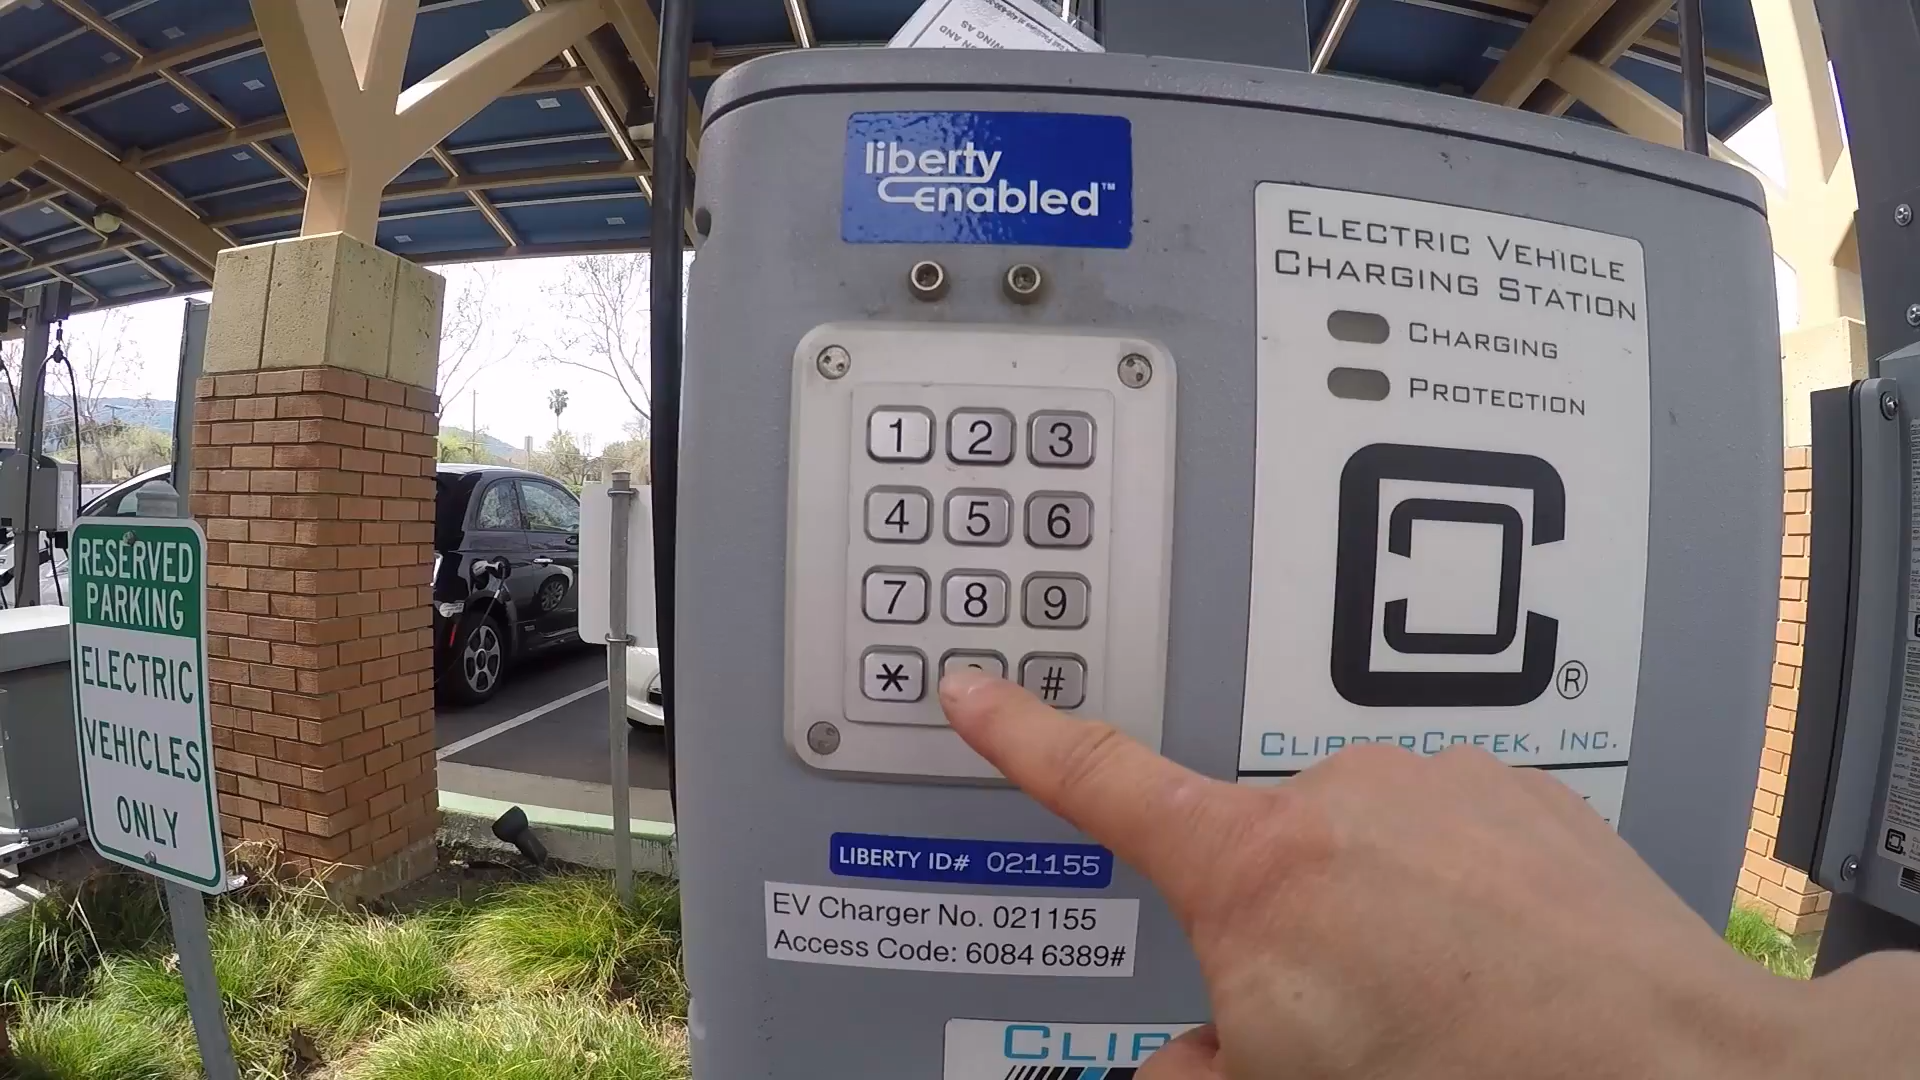 liberty
enabled™
ELECTRIC VEHICLE
CHARGING STATION
CHARGING
PROTECTION
1 2 3
4 5 6
7 8 9
* #
®
CLIPPERCREEK, INC.
LIBERTY ID# 021155
EV Charger No. 021155
Access Code: 6084 6389#
CLIP
RESERVED
PARKING
ELECTRIC
VEHICLES
ONLY